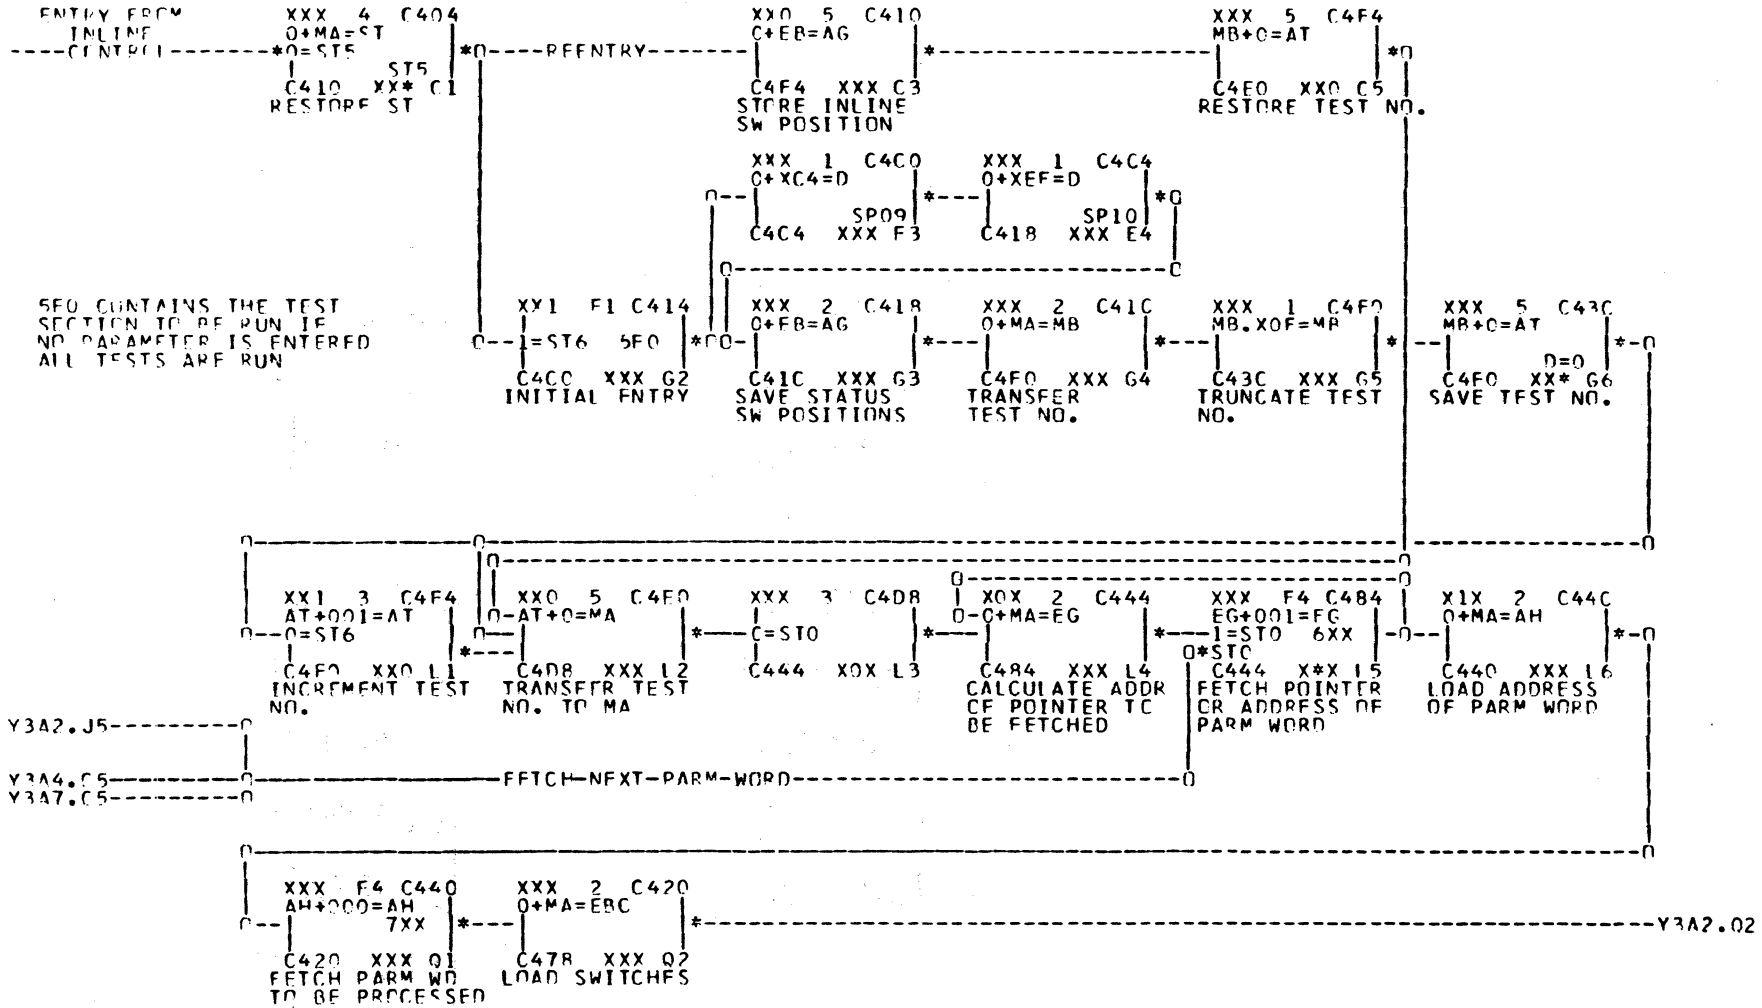 ENTRY FROM
INLINE
----CENTROL----
XXX 4 C404
0+MA=ST
*0=ST5
ST5
C410 XX* C1
RESTORE ST
*0----REENTRY----
XX0 5 C410
C+EB=AG
C4F4 XXX C3
STORE INLINE
SW POSITION
XXX 5 C4F4
MB+0=AT
C4E0 XX0 C5
RESTORE TEST NO.
XXX 1 C4C0
0+XC4=D
SP09
C4C4 XXX F3
XXX 1 C4C4
0+XEF=D
SP10
C418 XXX E4
5F0 CONTAINS THE TEST
SECTION TO BE RUN IF
NO PARAMETER IS ENTERED
ALL TESTS ARE RUN
XX1 F1 C414
1=ST6 5F0
C4C0 XXX G2
INITIAL ENTRY
XXX 2 C418
0+FB=AG
C41C XXX G3
SAVE STATUS
SW POSITIONS
XXX 2 C41C
0+MA=MB
C4F0 XXX G4
TRANSFER
TEST NO.
XXX 1 C4F0
MB.X0F=MB
C43C XXX G5
TRUNCATE TEST
NO.
XXX 5 C43C
MB+0=AT
D=0
C4E0 XX* G6
SAVE TEST NO.
XX1 3 C4F4
AT+001=AT
0=ST6
C4F0 XX0 L1
INCREMENT TEST
NO.
XX0 5 C4E0
AT+0=MA
C4D8 XXX L2
TRANSFER TEST
NO. TO MA
XXX 3 C4D8
C=ST0
C444 X0X L3
X0X 2 C444
0+MA=EG
C484 XXX L4
CALCULATE ADDR
CF POINTER TC
BE FETCHED
XXX F4 C484
EG+001=FG
1=ST0 6XX
*ST0
C444 X*X L5
FETCH POINTER
CR ADDRESS OF
PARM WORD
X1X 2 C44C
0+MA=AH
C440 XXX L6
LOAD ADDRESS
OF PARM WORD
Y3A2.J5----
Y3A4.C5----
FETCH-NEXT-PARM-WORD
Y3A7.C5----
XXX F4 C440
AH+000=AH
7XX
C420 XXX Q1
FETCH PARM WD
TO BE PROCESSED
XXX 2 C420
0+MA=EBC
C478 XXX Q2
LOAD SWITCHES
----Y3A2.02